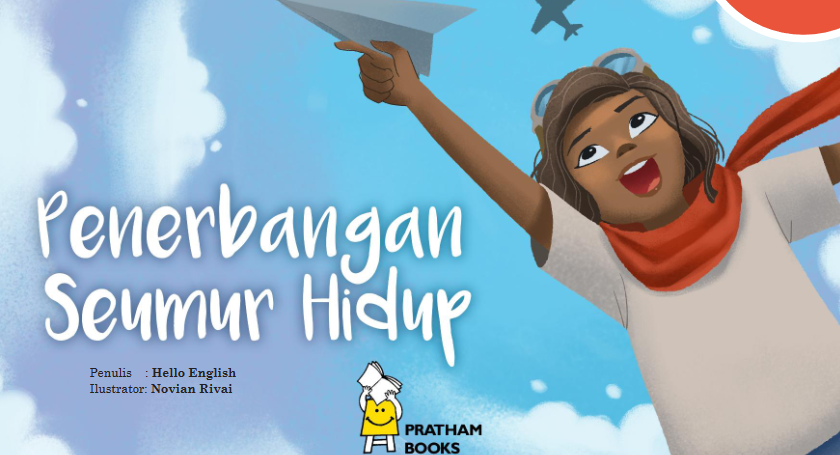 Penerbangan
Seumur Hidup
Penulis : Hello English
Ilustrator: Novian Rivai
PRATHAM
BOOKS